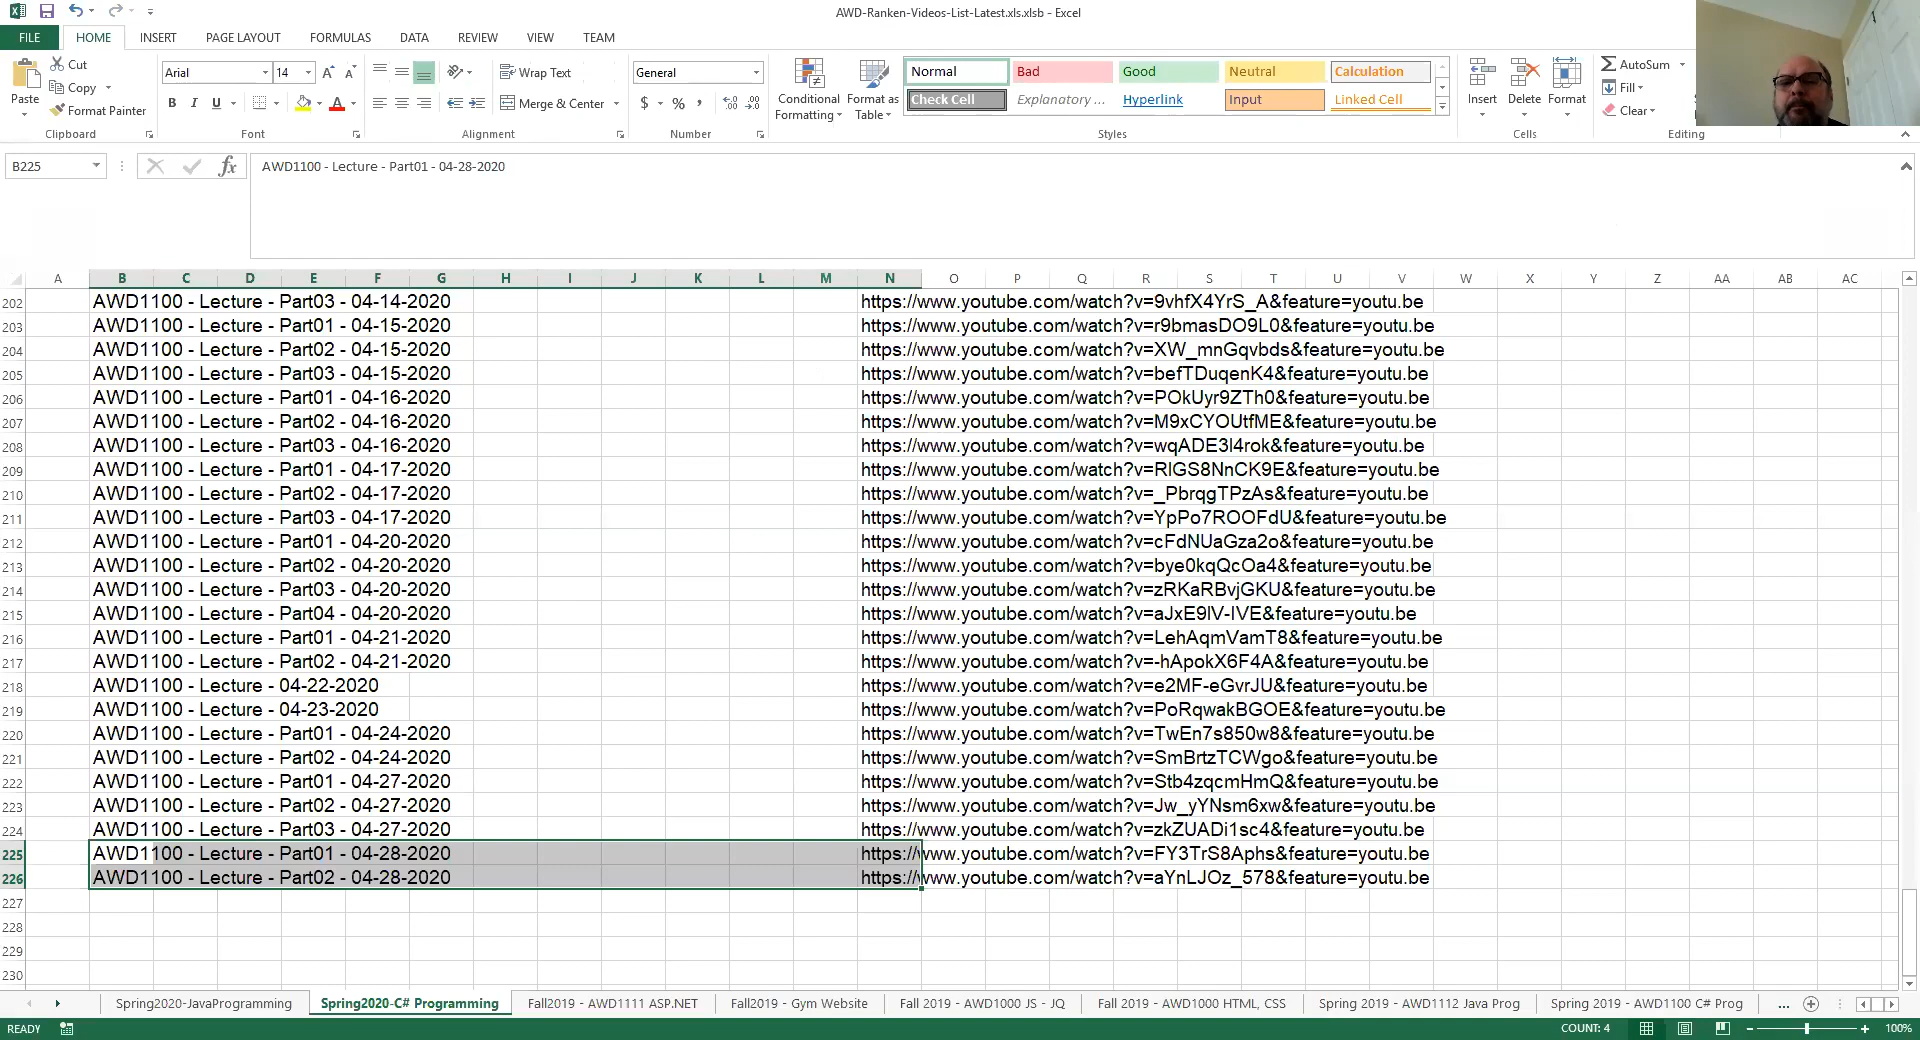 AWD-Ranken-Videos-List-Latest.xls.xlsb - Excel
FILE HOME INSERT PAGE LAYOUT FORMULAS DATA REVIEW VIEW TEAM
Paste
Cut
Copy
Format Painter
Clipboard
Arial 14
B I U
Font
Wrap Text
Merge & Center
Alignment
General
$ % ,
Number
Conditional Formatting
Format as Table
Normal Bad Good Neutral Calculation
Check Cell Explanatory ... Hyperlink Input Linked Cell
Styles
Insert Delete Format
Cells
AutoSum
Fill
Clear
Editing
B225 fx AWD1100 - Lecture - Part01 - 04-28-2020
A B C D E F G H I J K L M N O P Q R S T U V W X Y Z AA AB AC
202 AWD1100 - Lecture - Part03 - 04-14-2020 https://www.youtube.com/watch?v=9vhfX4YrS_A&feature=youtu.be
203 AWD1100 - Lecture - Part01 - 04-15-2020 https://www.youtube.com/watch?v=r9bmasDO9L0&feature=youtu.be
204 AWD1100 - Lecture - Part02 - 04-15-2020 https://www.youtube.com/watch?v=XW_mnGqvbds&feature=youtu.be
205 AWD1100 - Lecture - Part03 - 04-15-2020 https://www.youtube.com/watch?v=befTDuqenK4&feature=youtu.be
206 AWD1100 - Lecture - Part01 - 04-16-2020 https://www.youtube.com/watch?v=POkUyr9ZTh0&feature=youtu.be
207 AWD1100 - Lecture - Part02 - 04-16-2020 https://www.youtube.com/watch?v=M9xCYOUtfME&feature=youtu.be
208 AWD1100 - Lecture - Part03 - 04-16-2020 https://www.youtube.com/watch?v=wqADE3l4rok&feature=youtu.be
209 AWD1100 - Lecture - Part01 - 04-17-2020 https://www.youtube.com/watch?v=RlGS8NnCK9E&feature=youtu.be
210 AWD1100 - Lecture - Part02 - 04-17-2020 https://www.youtube.com/watch?v=_PbrqgTPzAs&feature=youtu.be
211 AWD1100 - Lecture - Part03 - 04-17-2020 https://www.youtube.com/watch?v=YpPo7ROOFdU&feature=youtu.be
212 AWD1100 - Lecture - Part01 - 04-20-2020 https://www.youtube.com/watch?v=cFdNUaGza2o&feature=youtu.be
213 AWD1100 - Lecture - Part02 - 04-20-2020 https://www.youtube.com/watch?v=bye0kqQcOa4&feature=youtu.be
214 AWD1100 - Lecture - Part03 - 04-20-2020 https://www.youtube.com/watch?v=zRKaRBvjGKU&feature=youtu.be
215 AWD1100 - Lecture - Part04 - 04-20-2020 https://www.youtube.com/watch?v=aJxE9lV-IVE&feature=youtu.be
216 AWD1100 - Lecture - Part01 - 04-21-2020 https://www.youtube.com/watch?v=LehAqmVamT8&feature=youtu.be
217 AWD1100 - Lecture - Part02 - 04-21-2020 https://www.youtube.com/watch?v=-hApokX6F4A&feature=youtu.be
218 AWD1100 - Lecture - 04-22-2020 https://www.youtube.com/watch?v=e2MF-eGvrJU&feature=youtu.be
219 AWD1100 - Lecture - 04-23-2020 https://www.youtube.com/watch?v=PoRqwakBGOE&feature=youtu.be
220 AWD1100 - Lecture - Part01 - 04-24-2020 https://www.youtube.com/watch?v=TwEn7s850w8&feature=youtu.be
221 AWD1100 - Lecture - Part02 - 04-24-2020 https://www.youtube.com/watch?v=SmBrtzTCWgo&feature=youtu.be
222 AWD1100 - Lecture - Part01 - 04-27-2020 https://www.youtube.com/watch?v=Stb4zqcmHmQ&feature=youtu.be
223 AWD1100 - Lecture - Part02 - 04-27-2020 https://www.youtube.com/watch?v=Jw_yYNsm6xw&feature=youtu.be
224 AWD1100 - Lecture - Part03 - 04-27-2020 https://www.youtube.com/watch?v=zkZUADi1sc4&feature=youtu.be
225 AWD1100 - Lecture - Part01 - 04-28-2020 https://www.youtube.com/watch?v=FY3TrS8Aphs&feature=youtu.be
226 AWD1100 - Lecture - Part02 - 04-28-2020 https://www.youtube.com/watch?v=aYnLJOz_578&feature=youtu.be
227
228
229
230
Spring2020-JavaProgramming Spring2020-C# Programming Fall2019 - AWD1111 ASP.NET Fall2019 - Gym Website Fall 2019 - AWD1000 JS - JQ Fall 2019 - AWD1000 HTML, CSS Spring 2019 - AWD1112 Java Prog Spring 2019 - AWD1100 C# Prog ...
READY COUNT: 4 100%